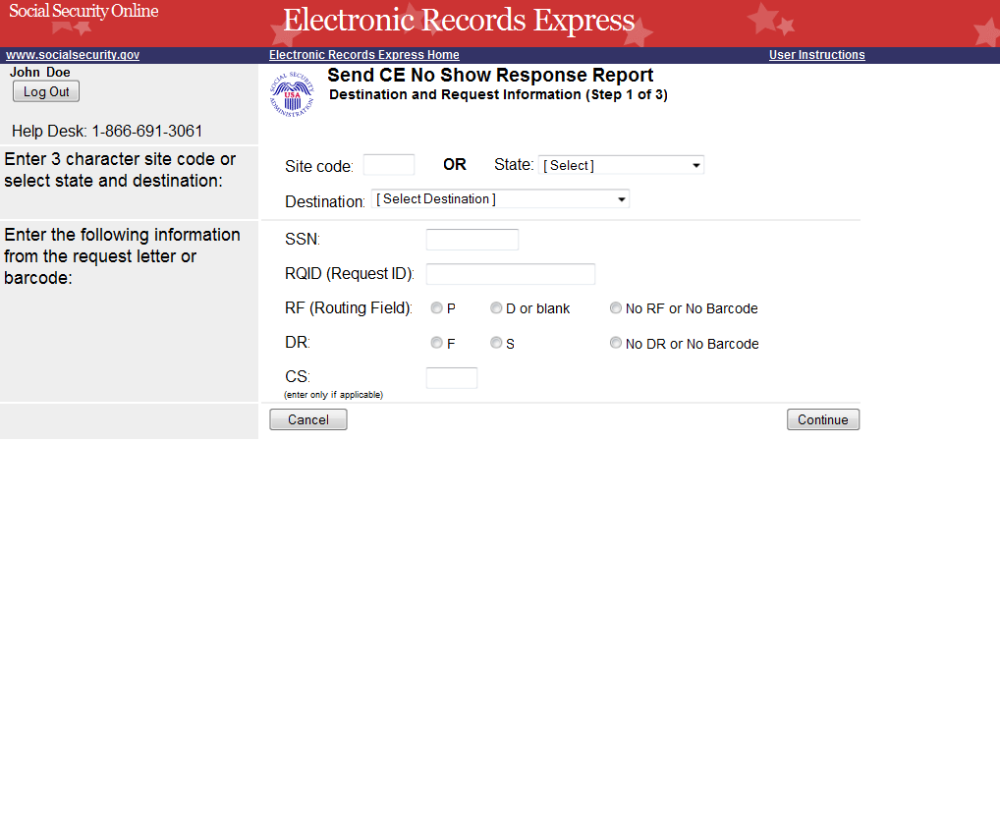 Social Security Online
Electronic Records Express
www.socialsecurity.gov
Electronic Records Express Home
User Instructions
John Doe
Log Out
Help Desk: 1-866-691-3061
SOCIAL SECURITY ADMINISTRATION
USA
Send CE No Show Response Report
Destination and Request Information (Step 1 of 3)
Enter 3 character site code or
select state and destination:
Site code: OR State: [ Select ]
Destination: [ Select Destination ]
Enter the following information
from the request letter or
barcode:
SSN:
RQID (Request ID):
RF (Routing Field): P D or blank No RF or No Barcode
DR: F S No DR or No Barcode
CS:
(enter only if applicable)
Cancel Continue